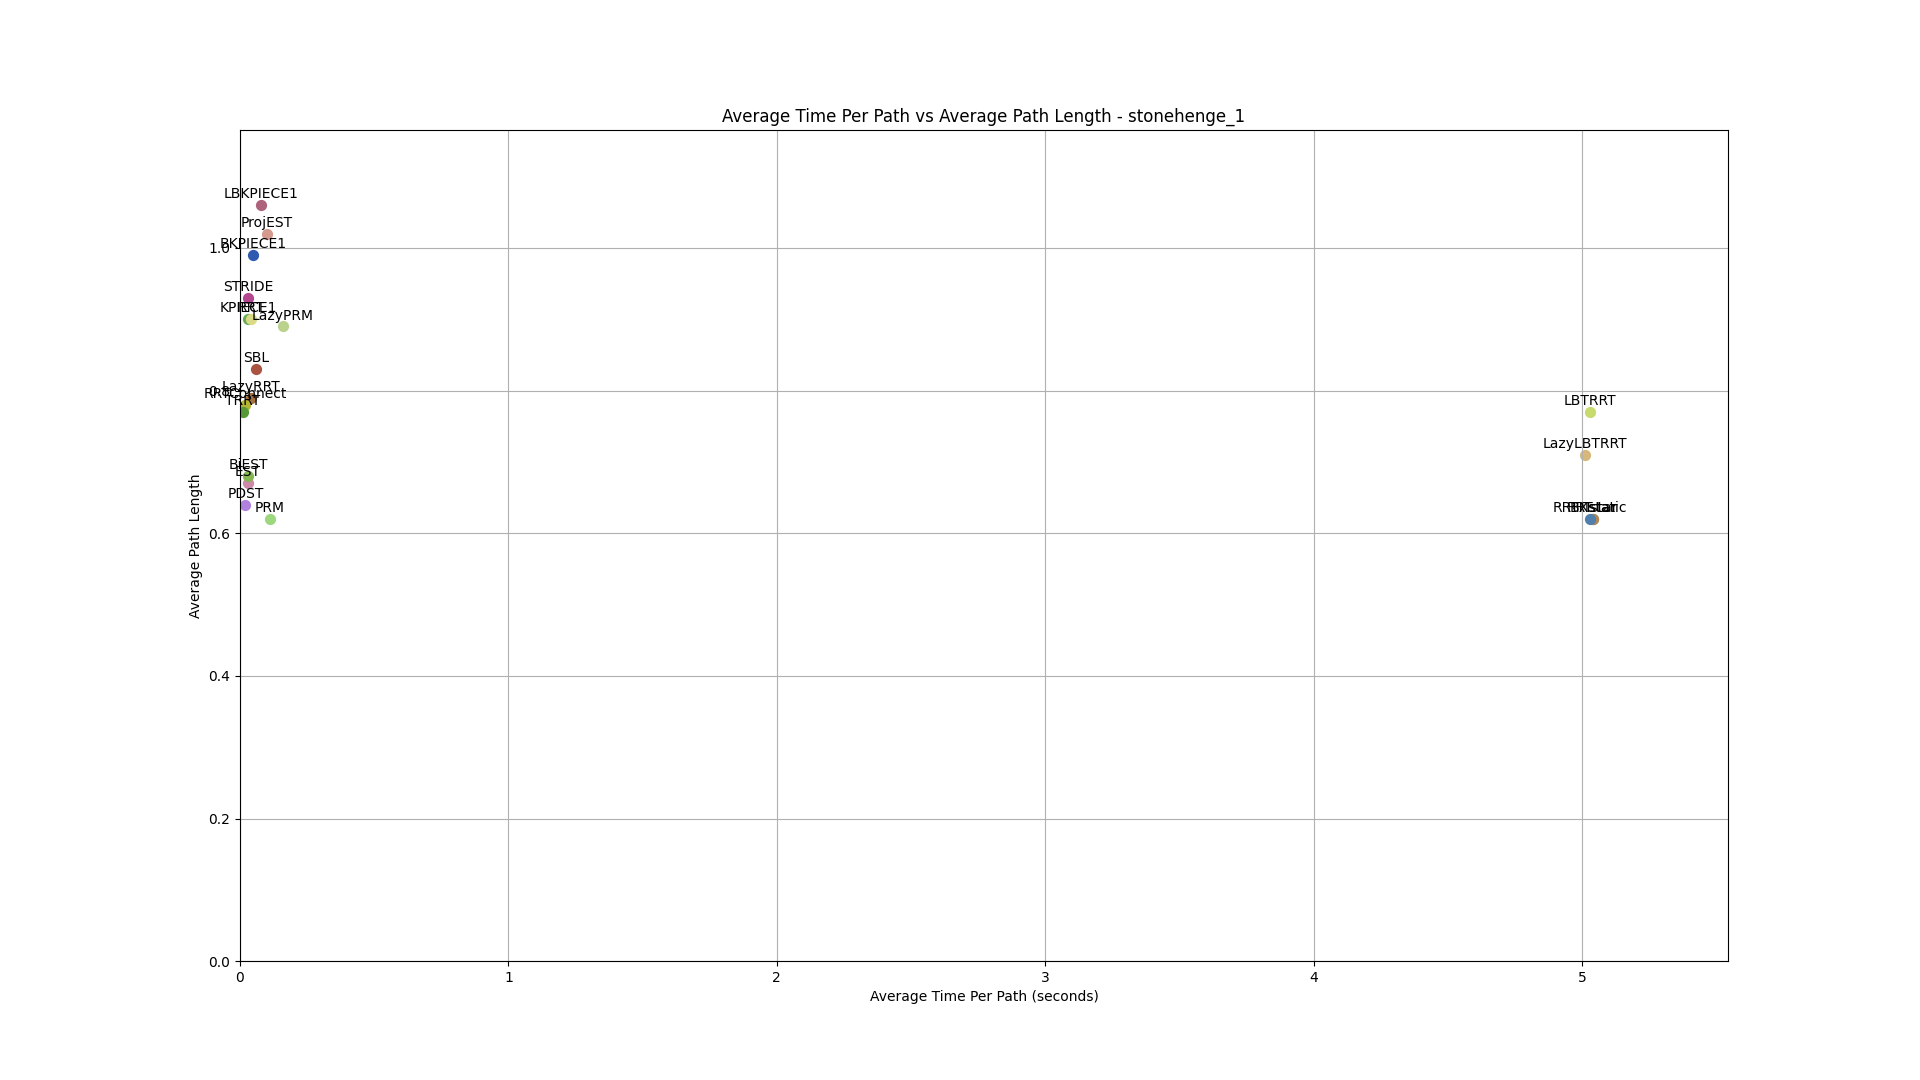 Average Time Per Path vs Average Path Length - stonehenge_1
LBKPIECE1
ProjEST
BKPIECE1
1.0
STRIDE
KPIECE1
LazyPRM
SBL
LazyRRT
RRTconnect
TRRT
LBTRRT
LazyLBTRRT
BiEST
EST
PDST
PRM
0.6
0.4
0.2
0.0
0
1
2
3
4
5
Average Path Length
Average Time Per Path (seconds)